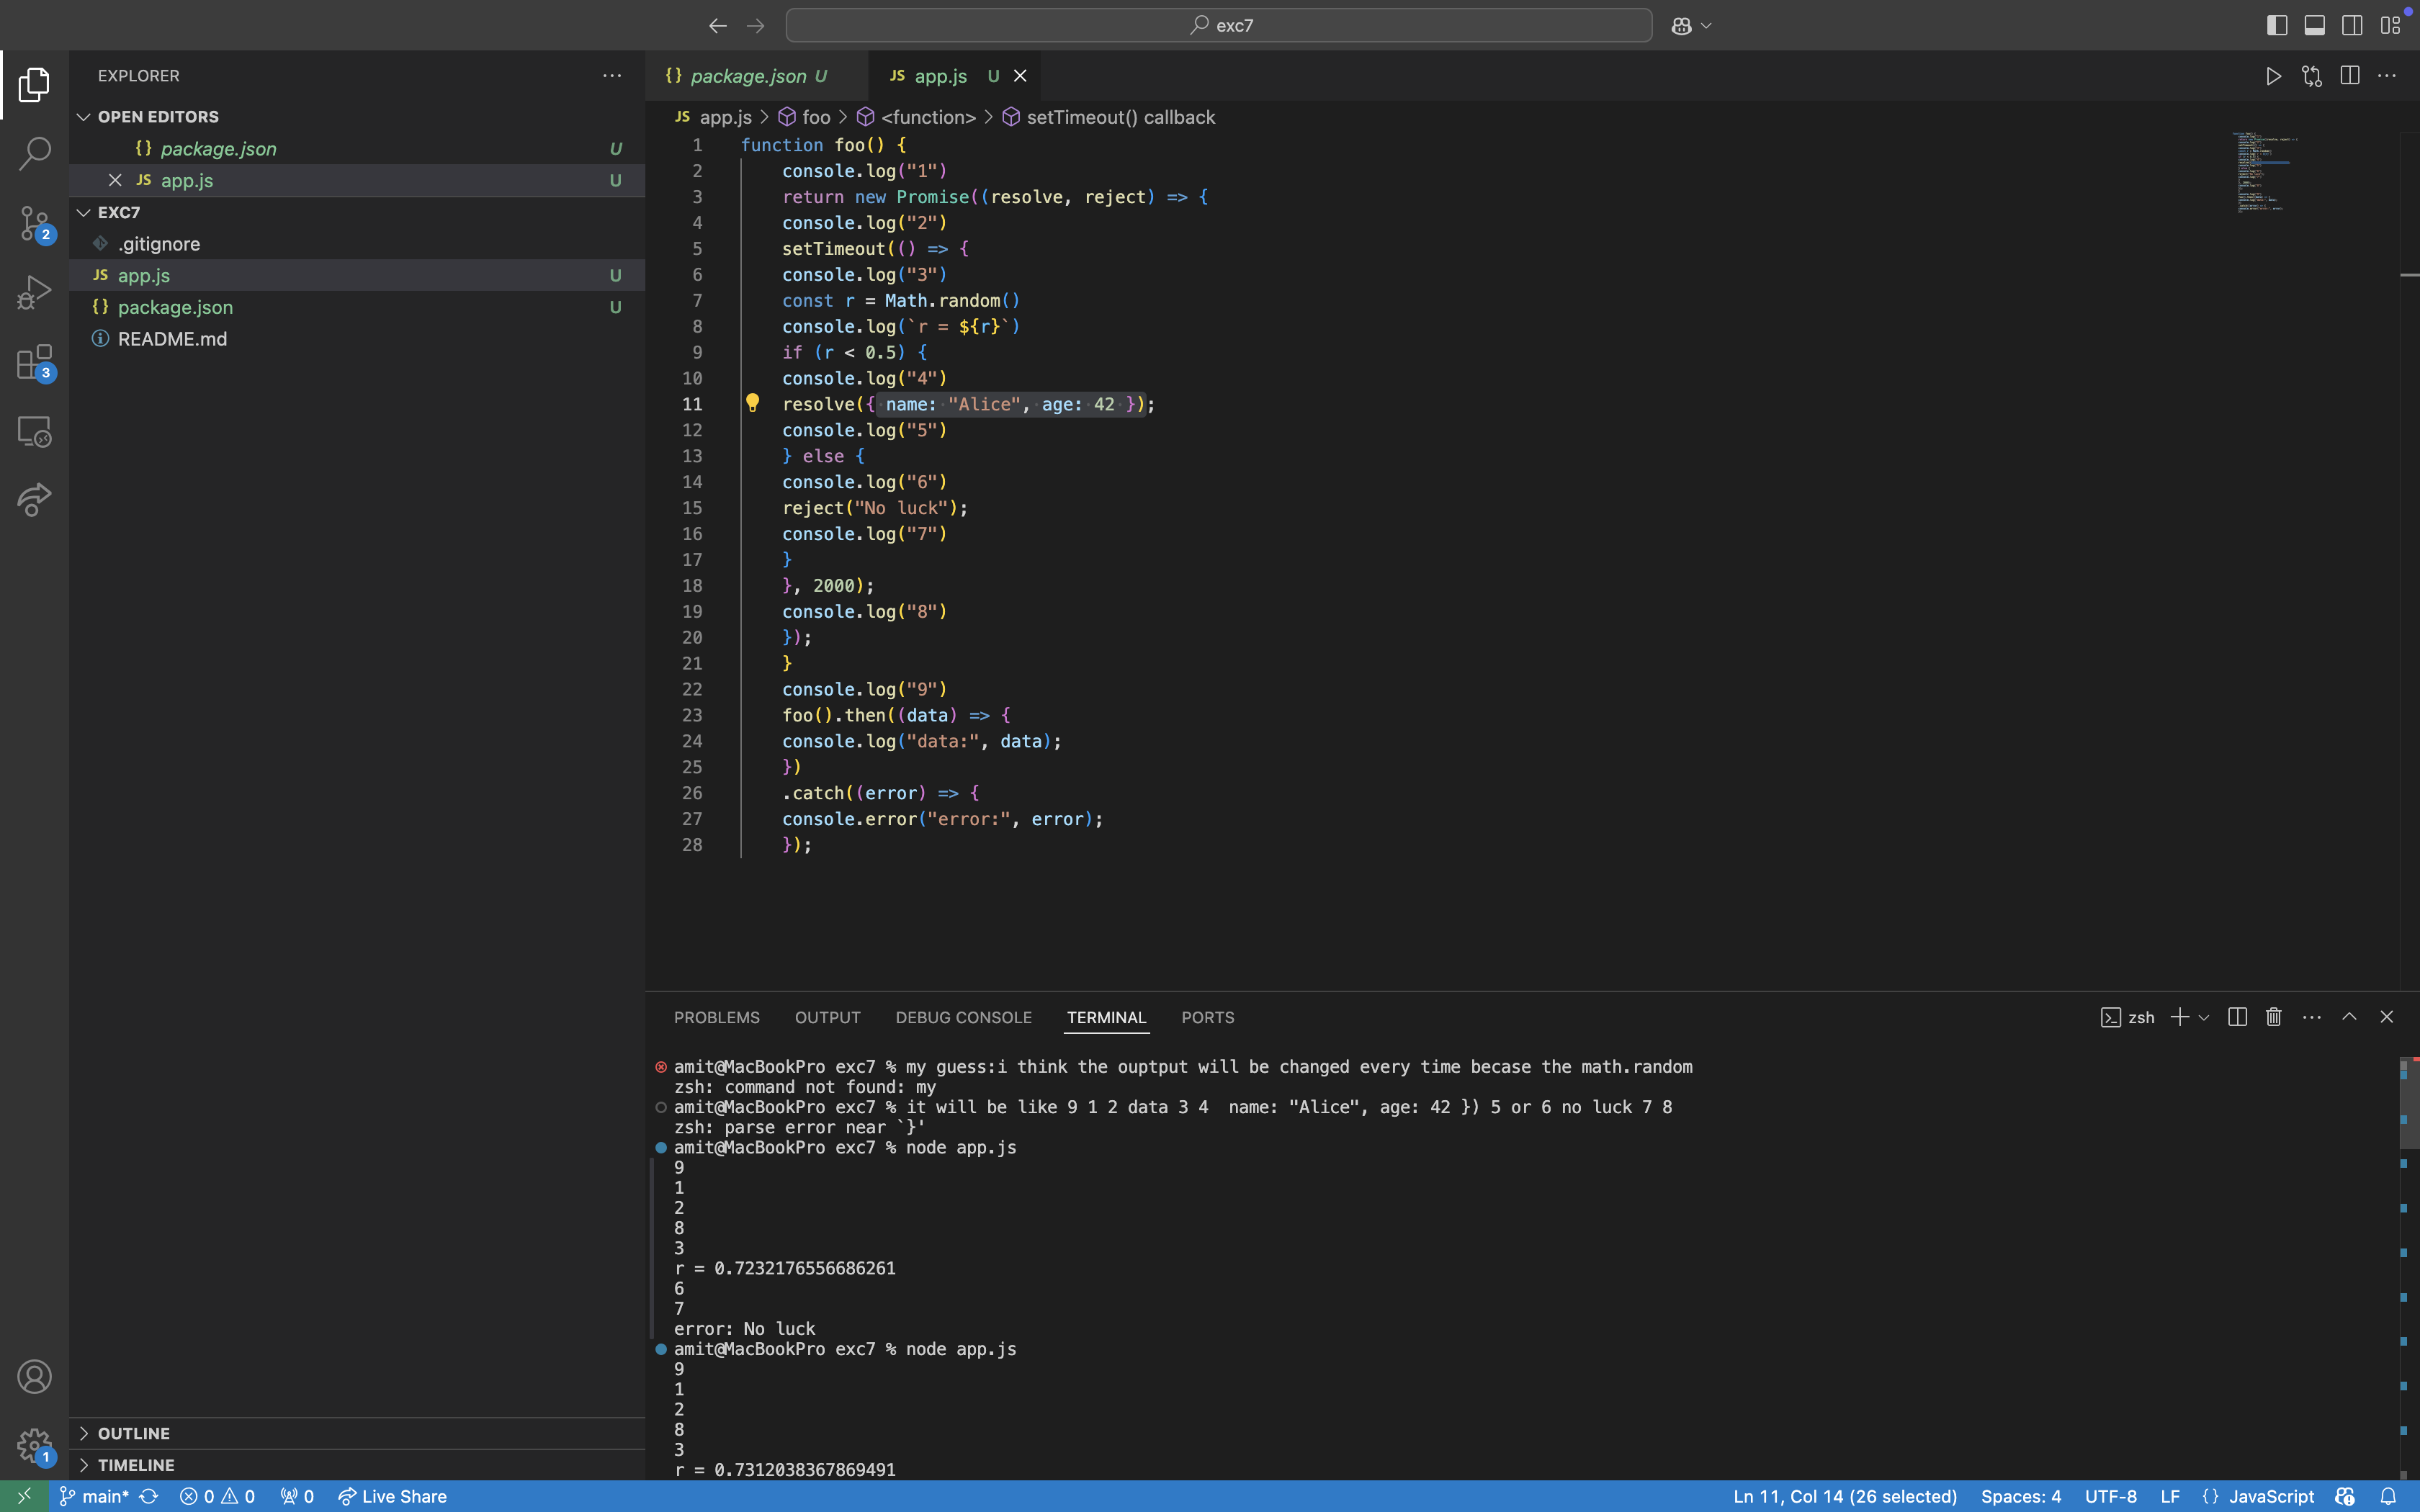 exc7
EXPLORER
OPEN EDITORS
{} package.json U
JS app.js U
EXC7
.gitignore
JS app.js U
{} package.json U
README.md
2
3
OUTLINE
TIMELINE
1
{} package.json U
JS app.js U
JS app.js > foo > <function> > setTimeout() callback
1 function foo() {
2 console.log("1")
3 return new Promise((resolve, reject) => {
4 console.log("2")
5 setTimeout(() => {
6 console.log("3")
7 const r = Math.random()
8 console.log(`r = ${r}`)
9 if (r < 0.5) {
10 console.log("4")
11 resolve({ name: "Alice", age: 42 });
12 console.log("5")
13 } else {
14 console.log("6")
15 reject("No luck");
16 console.log("7")
17 }
18 }, 2000);
19 console.log("8")
20 });
21 }
22 console.log("9")
23 foo().then((data) => {
24 console.log("data:", data);
25 })
26 .catch((error) => {
27 console.error("error:", error);
28 });
PROBLEMS OUTPUT DEBUG CONSOLE TERMINAL PORTS
zsh
amit@MacBookPro exc7 % my guess:i think the ouptput will be changed every time becase the math.random
zsh: command not found: my
amit@MacBookPro exc7 % it will be like 9 1 2 data 3 4  name: "Alice", age: 42 }) 5 or 6 no luck 7 8
zsh: parse error near `}'
amit@MacBookPro exc7 % node app.js
9
1
2
8
3
r = 0.7232176556686261
6
7
error: No luck
amit@MacBookPro exc7 % node app.js
9
1
2
8
3
r = 0.7312038367869491
main* 0 0 0 Live Share
Ln 11, Col 14 (26 selected) Spaces: 4 UTF-8 LF {} JavaScript